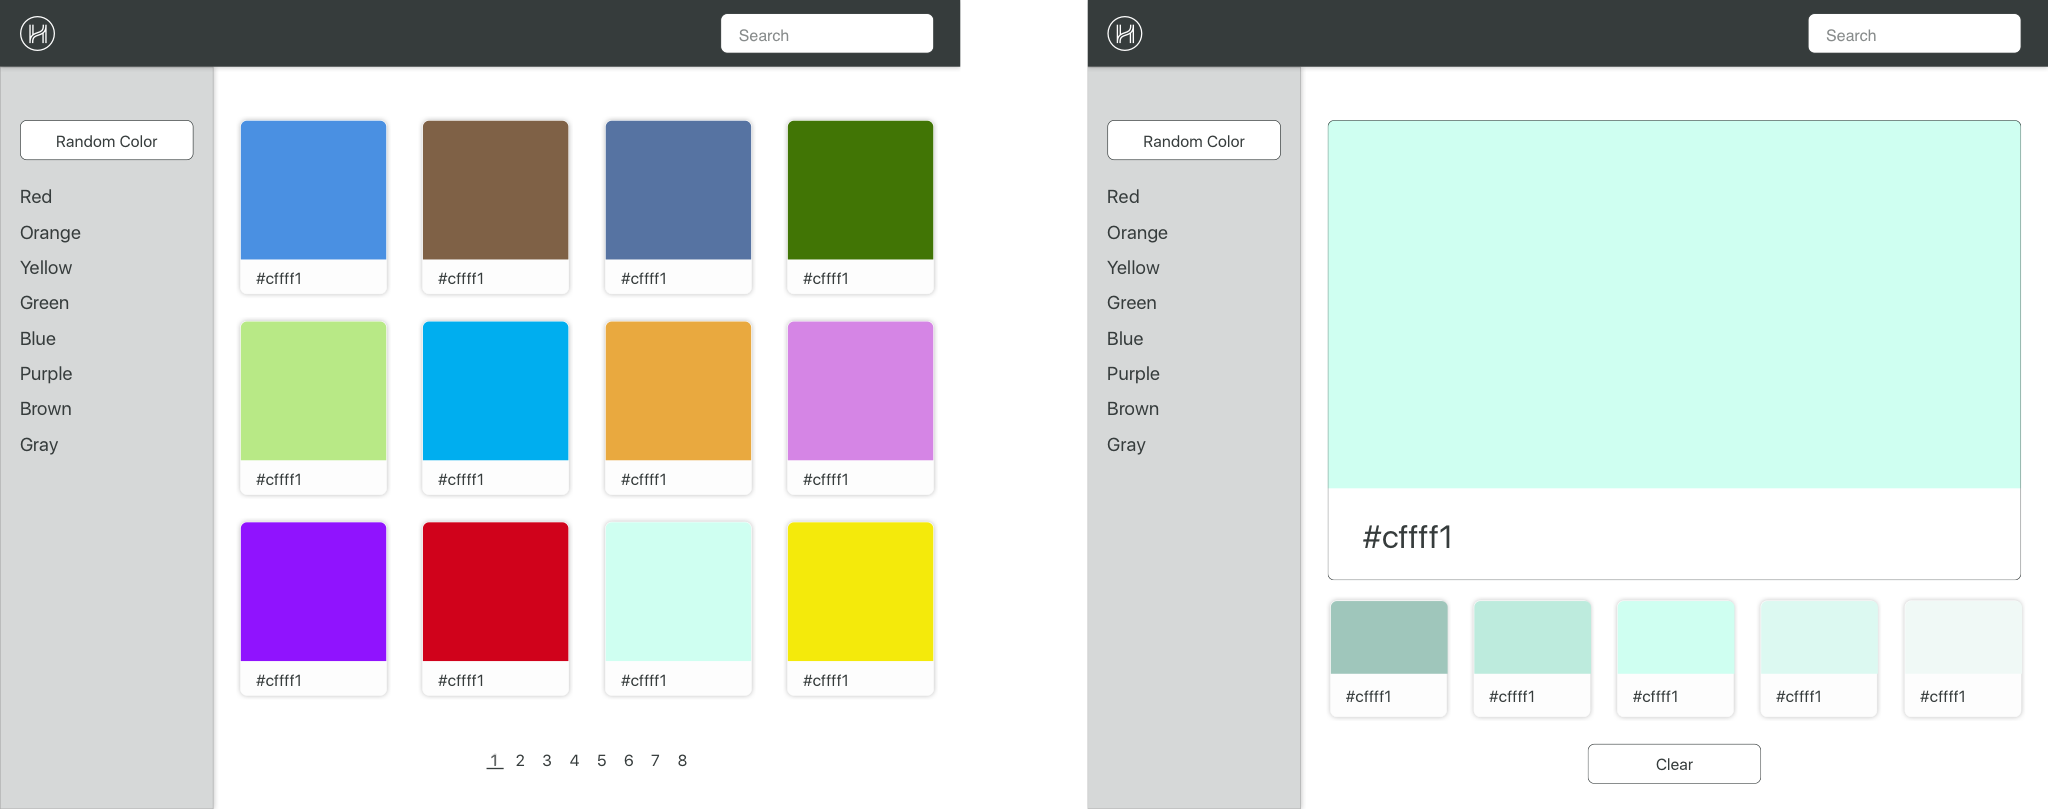 Search
Random Color
Red
Orange
Yellow
Green
Blue
Purple
Brown
Gray
#cffff1 #cffff1 #cffff1 #cffff1
#cffff1 #cffff1 #cffff1 #cffff1
#cffff1 #cffff1 #cffff1 #cffff1
1 2 3 4 5 6 7 8
Search
Random Color
Red
Orange
Yellow
Green
Blue
Purple
Brown
Gray
#cffff1
#cffff1 #cffff1 #cffff1 #cffff1 #cffff1
Clear